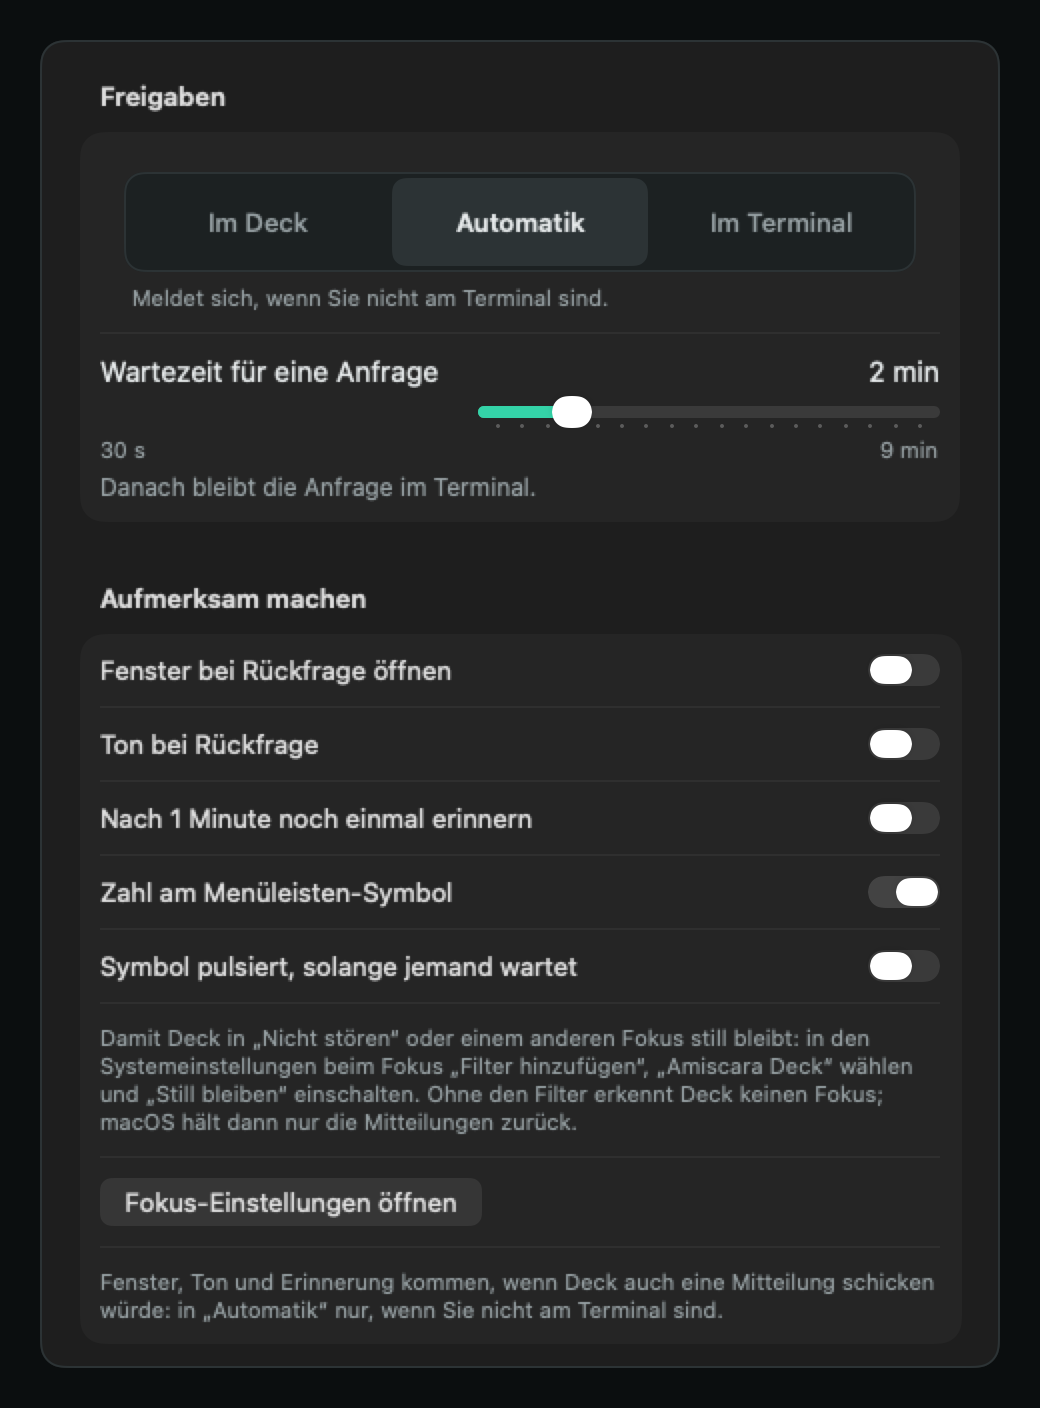 Freigaben
Im Deck Automatik Im Terminal
Meldet sich, wenn Sie nicht am Terminal sind.
Wartezeit für eine Anfrage 2 min
30 s 9 min
Danach bleibt die Anfrage im Terminal.
Aufmerksam machen
Fenster bei Rückfrage öffnen
Ton bei Rückfrage
Nach 1 Minute noch einmal erinnern
Zahl am Menüleisten-Symbol
Symbol pulsiert, solange jemand wartet
Damit Deck in „Nicht stören“ oder einem anderen Fokus still bleibt: in den
Systemeinstellungen beim Fokus „Filter hinzufügen“, „Amiscara Deck“ wählen
und „Still bleiben“ einschalten. Ohne den Filter erkennt Deck keinen Fokus;
macOS hält dann nur die Mitteilungen zurück.
Fokus-Einstellungen öffnen
Fenster, Ton und Erinnerung kommen, wenn Deck auch eine Mitteilung schicken
würde: in „Automatik“ nur, wenn Sie nicht am Terminal sind.